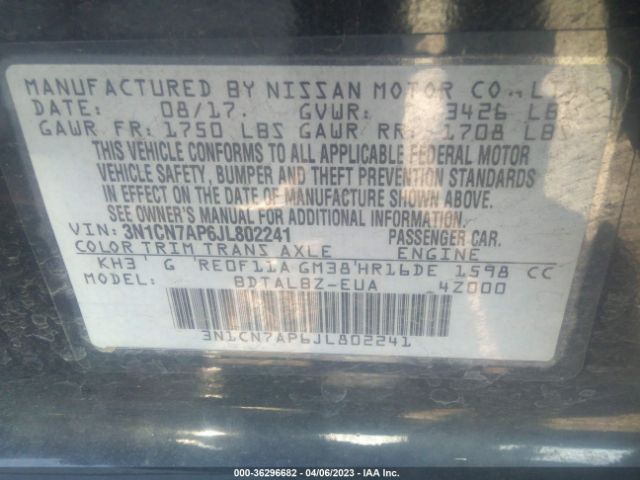 MANUFACTURED BY NISSAN MOTOR CO., L
DATE: 08/17. GVWR: 3426 LB
GAWR FR: 1750 LBS GAWR RR: 1708 LBS
THIS VEHICLE CONFORMS TO ALL APPLICABLE FEDERAL MOTOR
VEHICLE SAFETY, BUMPER AND THEFT PREVENTION STANDARDS
IN EFFECT ON THE DATE OF MANUFACTURE SHOWN ABOVE.
SEE OWNER'S MANUAL FOR ADDITIONAL INFORMATION.
VIN: 3N1CN7AP6JL802241 PASSENGER CAR.
COLOR TRIM TRANS AXLE ENGINE
KH3 G RE0F11A GM38 HR16DE 1598 CC
MODEL: BDTALBZ-EUA 4Z000
3N1CN7AP6JL802241
000-36296682 - 04/06/2023 - IAA Inc.